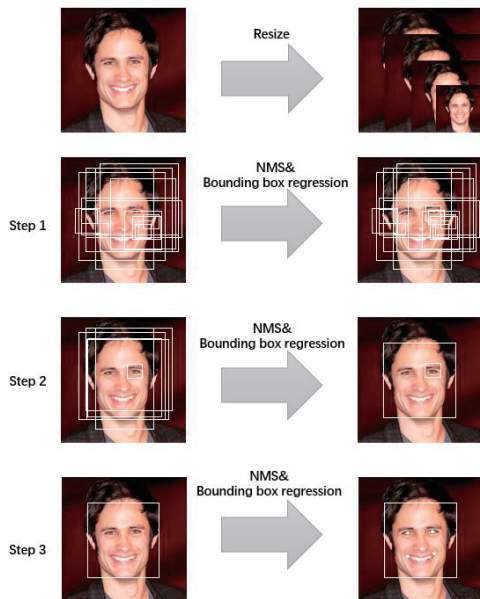 Resize
NMS&
Bounding box regression
Step 1
NMS&
Bounding box regression
Step 2
NMS&
Bounding box regression
Step 3